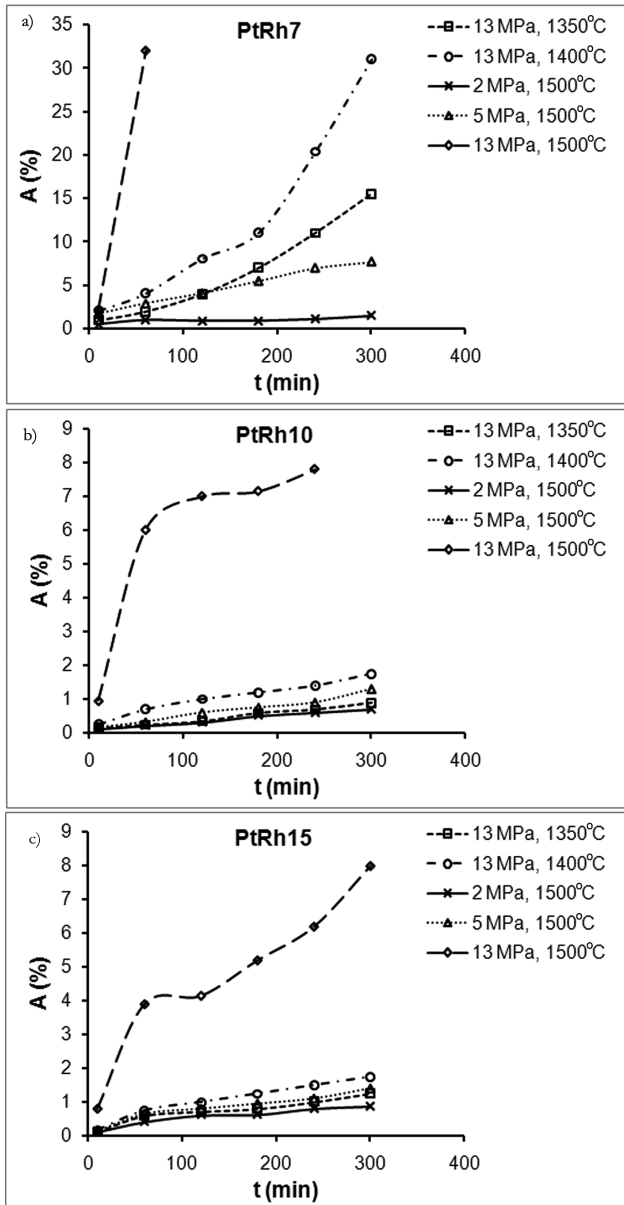 a)
PtRh7
A (%)
35
30
25
20
15
10
5
0
0 100 200 300 400
t (min)
13 MPa, 1350°C
13 MPa, 1400°C
2 MPa, 1500°C
5 MPa, 1500°C
13 MPa, 1500°C
b)
PtRh10
A (%)
9
8
7
6
5
4
3
2
1
0
0 100 200 300 400
t (min)
13 MPa, 1350°C
13 MPa, 1400°C
2 MPa, 1500°C
5 MPa, 1500°C
13 MPa, 1500°C
c)
PtRh15
A (%)
9
8
7
6
5
4
3
2
1
0
0 100 200 300 400
t (min)
13 MPa, 1350°C
13 MPa, 1400°C
2 MPa, 1500°C
5 MPa, 1500°C
13 MPa, 1500°C